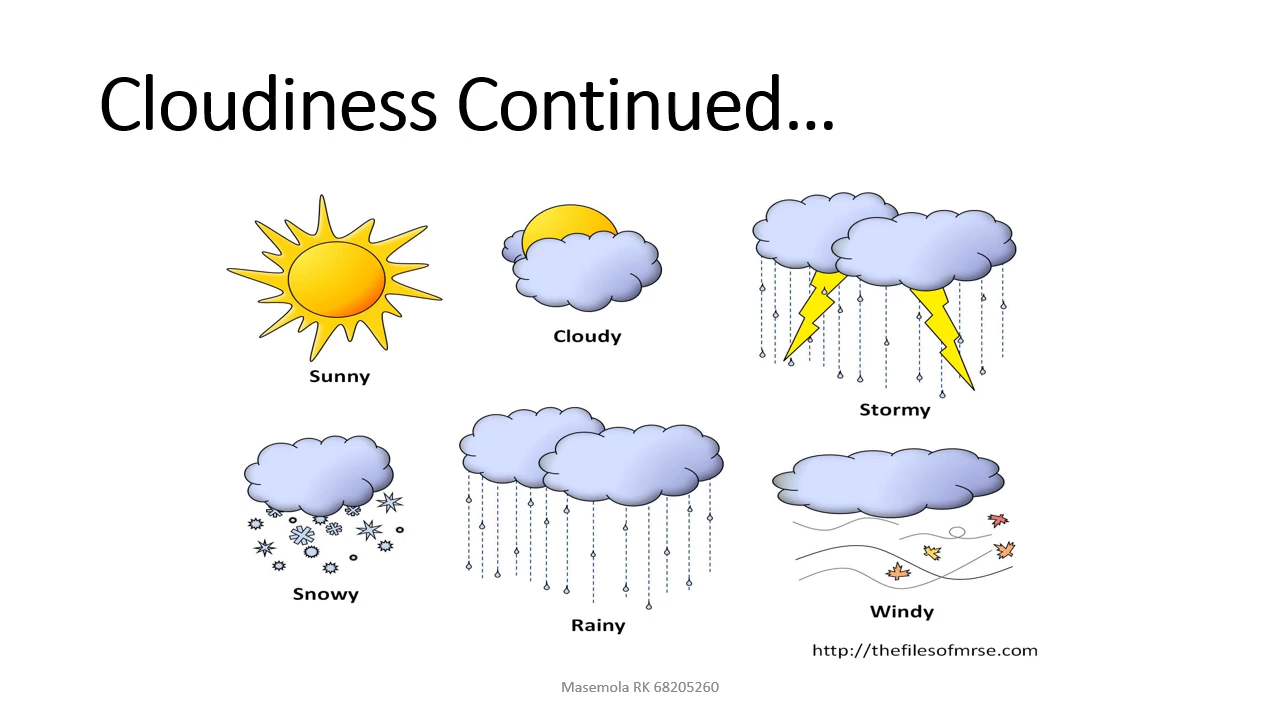 Cloudiness Continued...
Sunny
Cloudy
Stormy
Snowy
Rainy
Windy
http://thefilesofmrse.com
Masemola RK 68205260